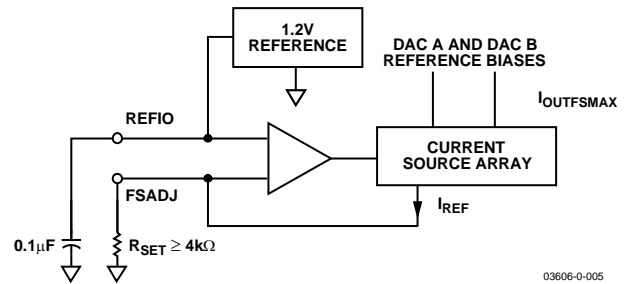 1.2V
REFERENCE
DAC A AND DAC B
REFERENCE BIASES
IOUTFSMAX
REFIO
CURRENT
SOURCE ARRAY
FSADJ
IREF
0.1µF
RSET ≥ 4kΩ
03606-0-005